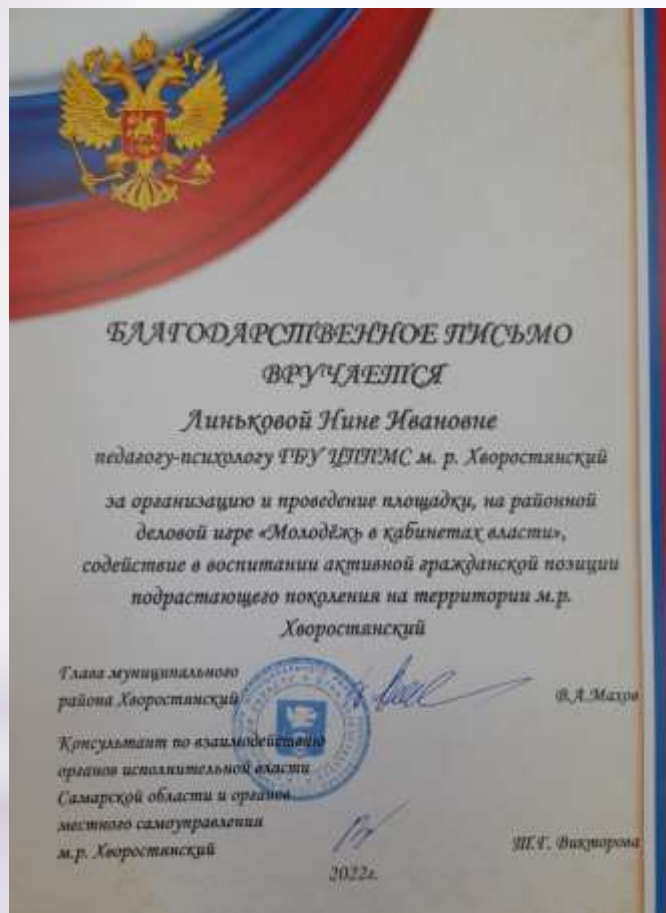 БЛАГОДАРСТВЕННОЕ ПИСЬМО
ВРУЧАЕТСЯ
Линьковой Нине Ивановне
педагогу-психологу ГБУ ЦППМС м. р. Хворостянский
за организацию и проведение площадки, на районной
деловой игре «Молодёжь в кабинетах власти»,
содействие в воспитании активной гражданской позиции
подрастающего поколения на территории м.р.
Хворостянский
Глава муниципального
района Хворостянский
В.А.Махов
Консультант по взаимодействию
органов исполнительной власти
Самарской области и органов
местного самоуправления
м.р. Хворостянский
Т.Г. Викторова
2022г.